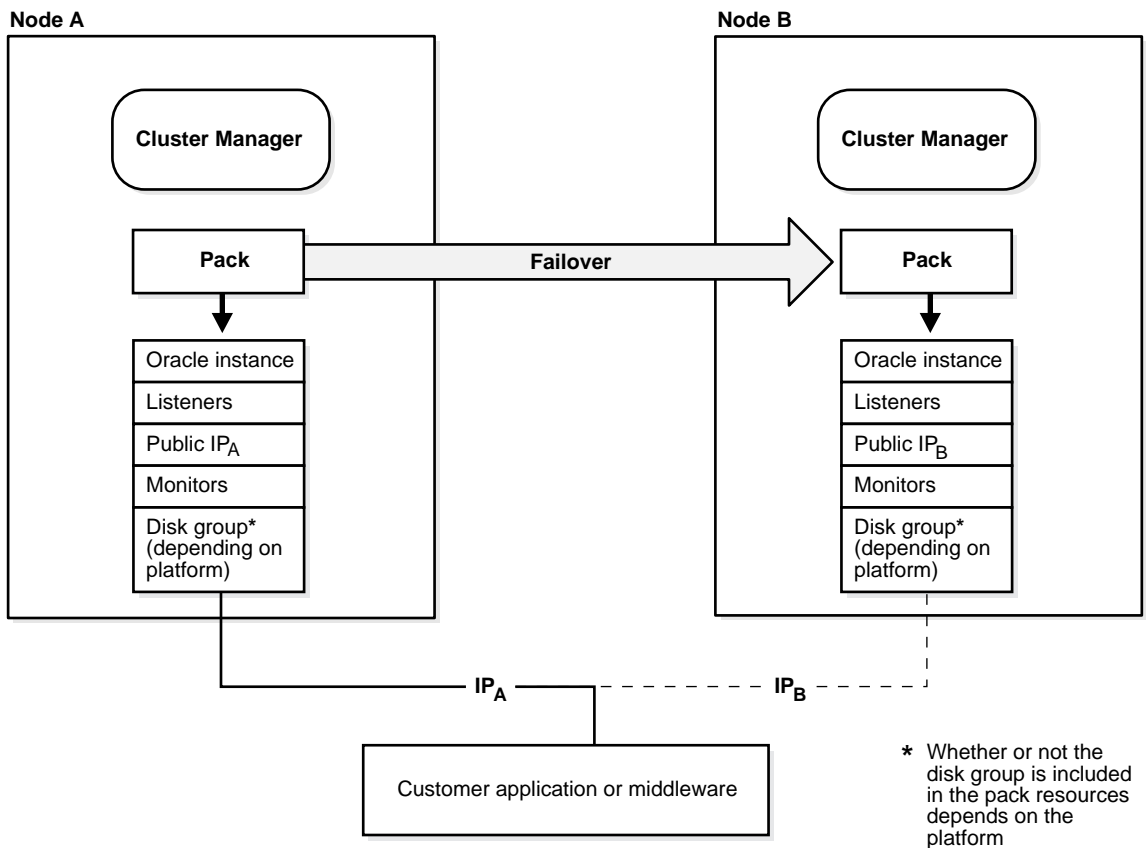 Node A
Node B
Cluster Manager
Cluster Manager
Pack
Failover
Pack
Oracle instance
Listeners
Public IPA
Monitors
Disk group*
(depending on
platform)
Oracle instance
Listeners
Public IPB
Monitors
Disk group*
(depending on
platform)
IPA
IPB
Customer application or middleware
* Whether or not the
disk group is included
in the pack resources
depends on the
platform